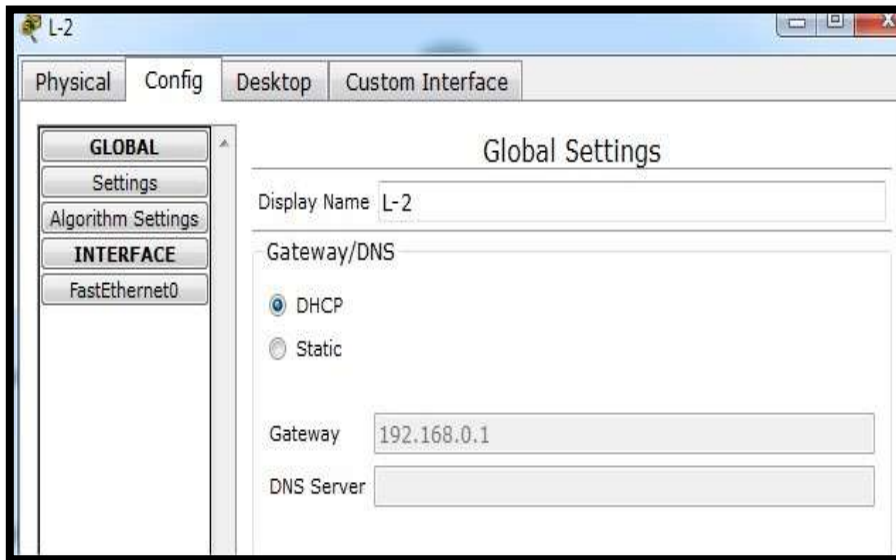 L-2
Physical Config Desktop Custom Interface
GLOBAL
Settings
Algorithm Settings
INTERFACE
FastEthernet0
Global Settings
Display Name L-2
Gateway/DNS
DHCP
Static
Gateway 192.168.0.1
DNS Server